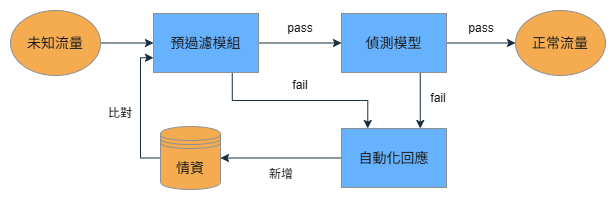 未知流量
預過濾模組
pass
偵測模型
pass
正常流量
fail
fail
比對
情資
新增
自動化回應